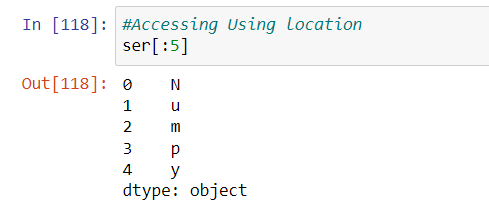 In [118]: #Accessing Using location
ser[:5]
Out[118]: 0    N
1    u
2    m
3    p
4    y
dtype: object